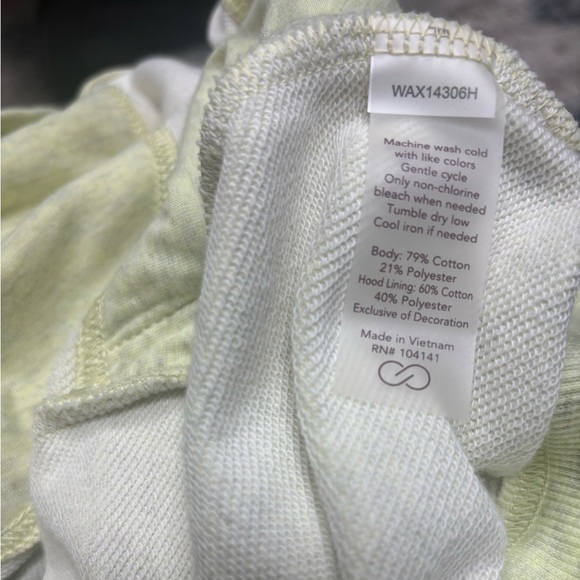 WAX14306H
Machine wash cold
with like colors
Gentle cycle
Only non-chlorine
bleach when needed
Tumble dry low
Cool iron if needed
Body: 79% Cotton
21% Polyester
Hood Lining: 60% Cotton
40% Polyester
Exclusive of Decoration
Made in Vietnam
RN# 104141